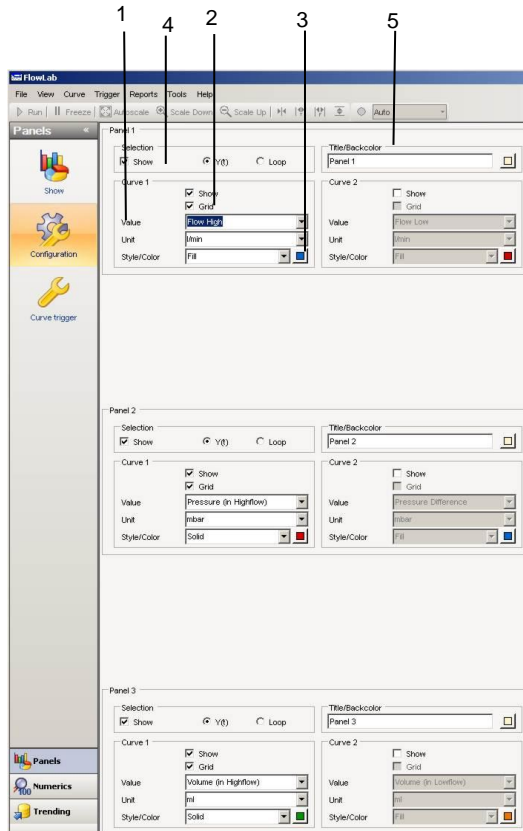 1 4 2 3 5
FlowLab
File View Curve Trigger Reports Tools Help
Run Freeze Autoscale Scale Down Scale Up Auto
Panels «
Show
Configuration
Curve trigger
Panel 1
Selection
Show Y(t) Loop
Title/Backcolor
Panel 1
Curve 1
Show
Grid
Value Flow High
Unit l/min
Style/Color Fill
Curve 2
Show
Grid
Value Flow Low
Unit l/min
Style/Color Fill
Panel 2
Selection
Show Y(t) Loop
Title/Backcolor
Panel 2
Curve 1
Show
Grid
Value Pressure (in Highflow)
Unit mbar
Style/Color Solid
Curve 2
Show
Grid
Value Pressure Difference
Unit mbar
Style/Color Fill
Panel 3
Selection
Show Y(t) Loop
Title/Backcolor
Panel 3
Curve 1
Show
Grid
Value Volume (in Highflow)
Unit ml
Style/Color Solid
Curve 2
Show
Grid
Value Volume (in Lowflow)
Unit ml
Style/Color Fill
Panels
100 Numerics
Trending